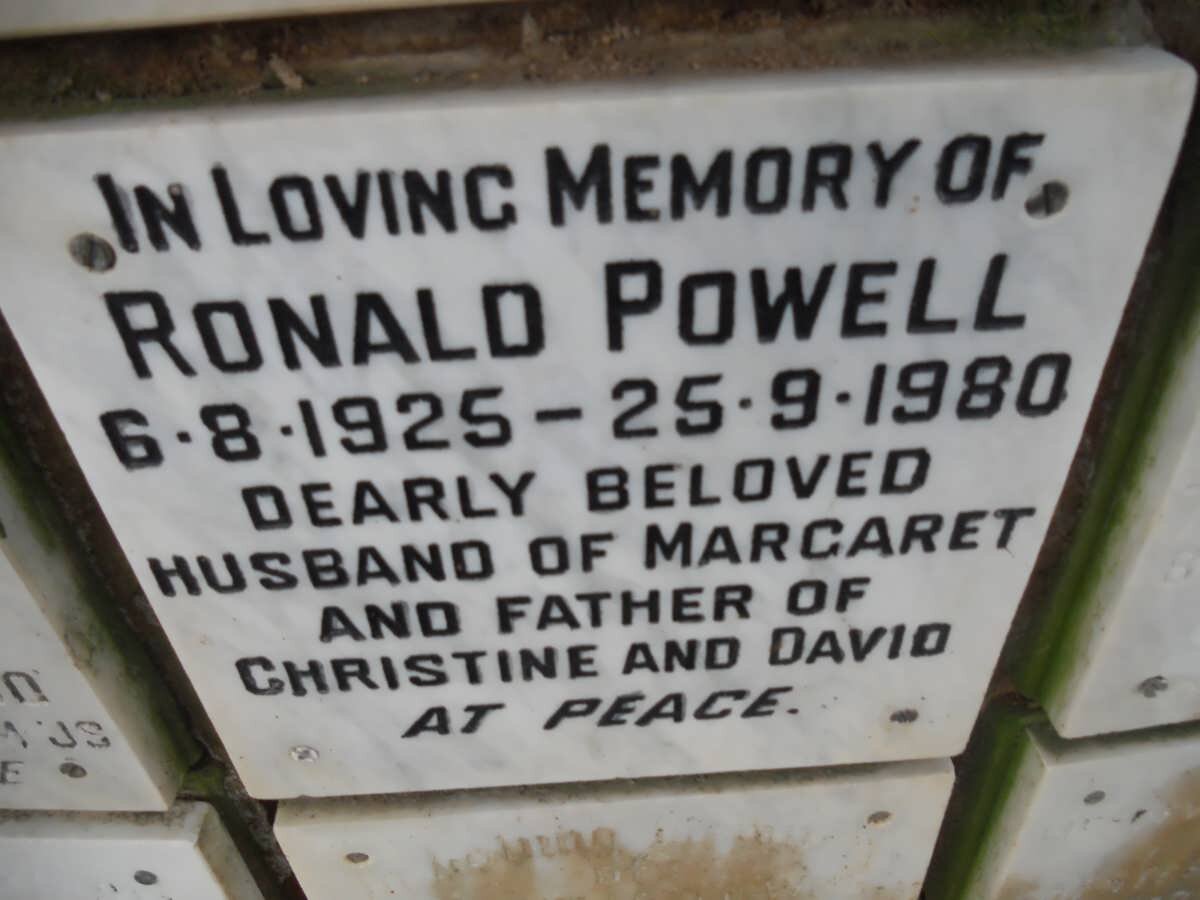 IN LOVING MEMORY OF
RONALD POWELL
6·8·1925 – 25·9·1980
DEARLY BELOVED
HUSBAND OF MARGARET
AND FATHER OF
CHRISTINE AND DAVID
AT PEACE.